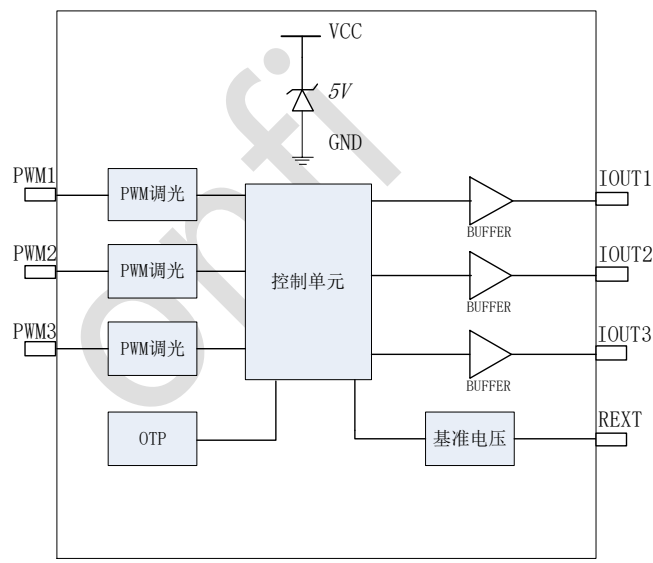 VCC
5V
GND
PWM1
PWM调光
IOUT1
BUFFER
PWM2
PWM调光
控制单元
IOUT2
BUFFER
PWM3
PWM调光
IOUT3
BUFFER
OTP
基准电压
REXT
onfi